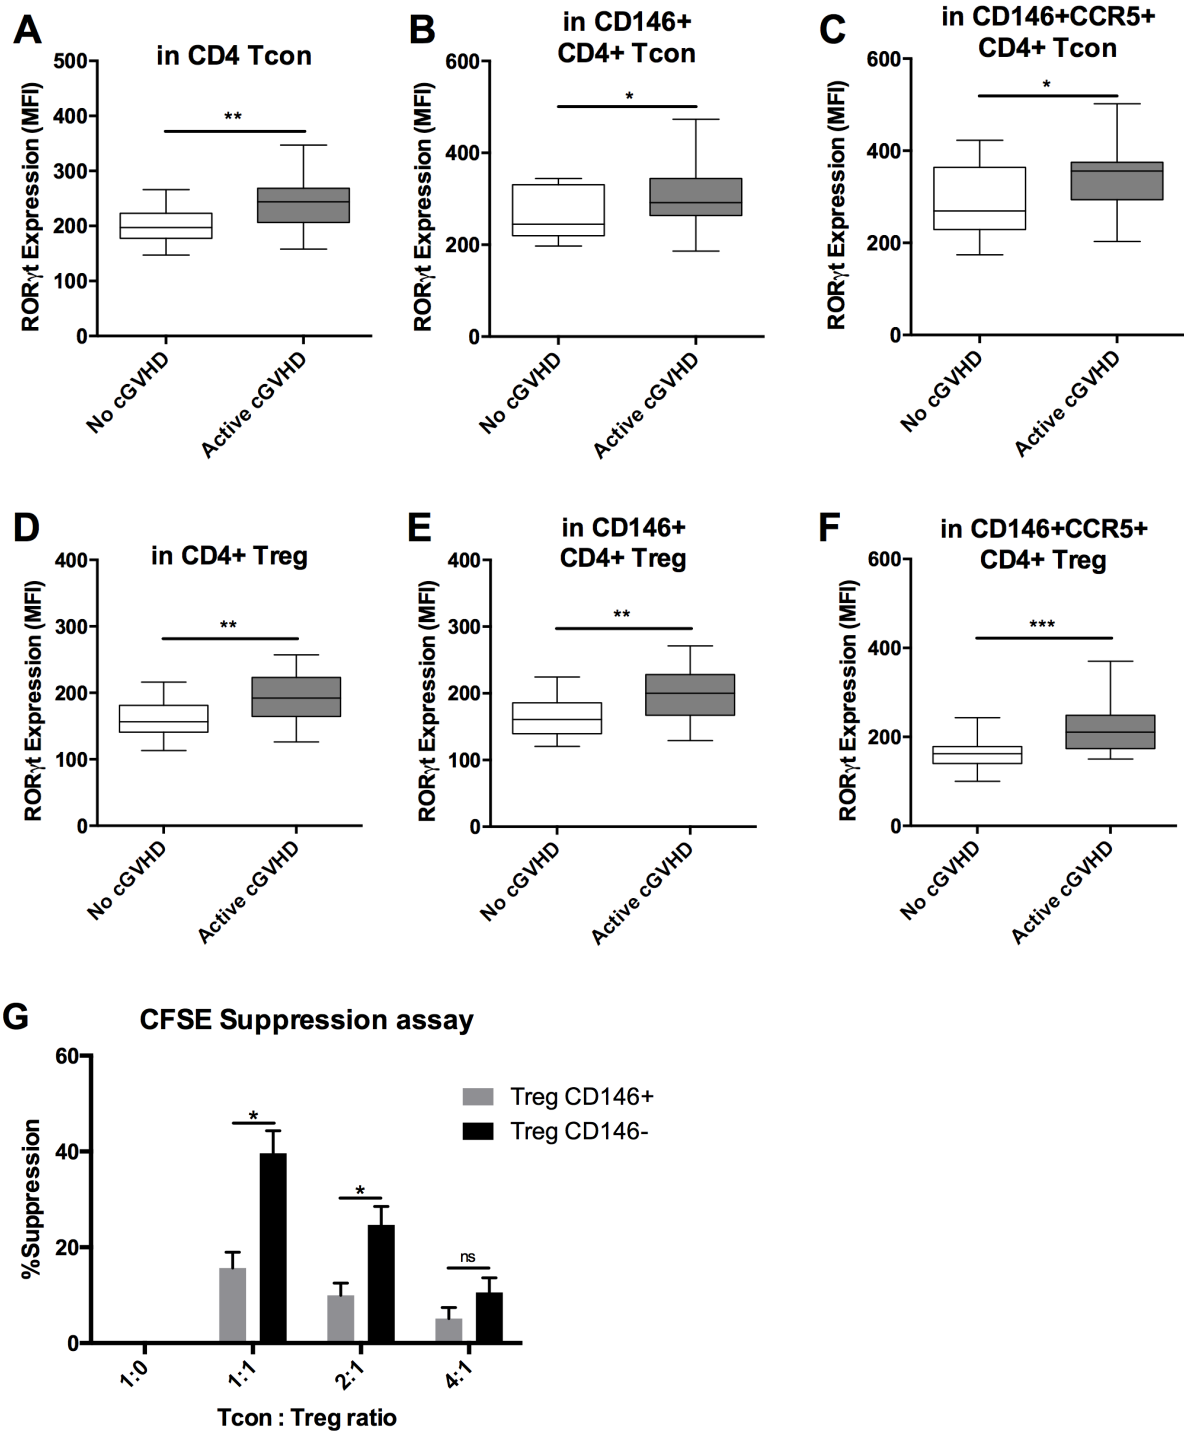 A
in CD4 Tcon
RORγt Expression (MFI)
500
400
300
200
100
0
**
No cGVHD
Active cGVHD
B
in CD146+
CD4+ Tcon
RORγt Expression (MFI)
600
400
200
0
*
No cGVHD
Active cGVHD
C
in CD146+CCR5+
CD4+ Tcon
RORγt Expression (MFI)
600
400
200
0
*
No cGVHD
Active cGVHD
D
in CD4+ Treg
RORγt Expression (MFI)
400
300
200
100
0
**
No cGVHD
Active cGVHD
E
in CD146+
CD4+ Treg
RORγt Expression (MFI)
400
300
200
100
0
**
No cGVHD
Active cGVHD
F
in CD146+CCR5+
CD4+ Treg
RORγt Expression (MFI)
600
400
200
0
***
No cGVHD
Active cGVHD
G
CFSE Suppression assay
%Suppression
60
40
20
0
Treg CD146+
Treg CD146-
*
*
ns
1:0
1:1
2:1
4:1
Tcon : Treg ratio